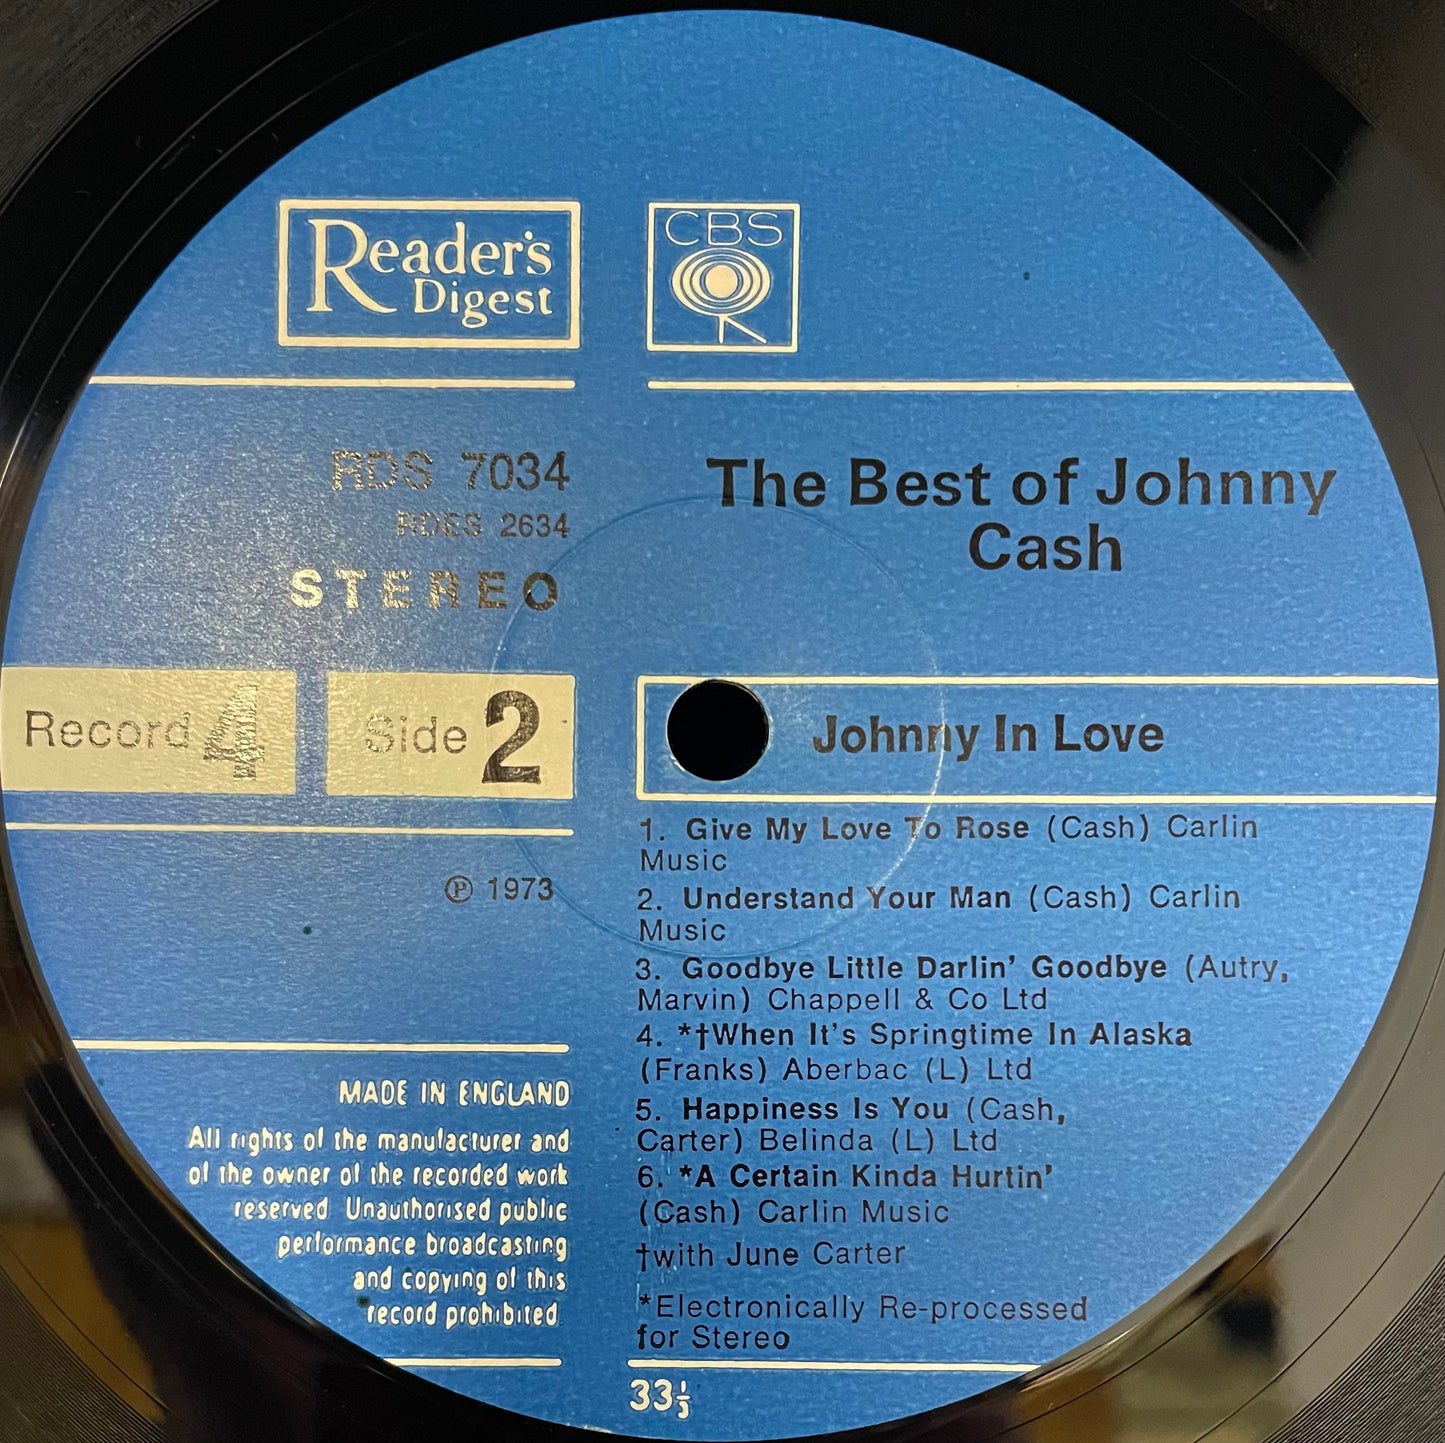 Reader's
Digest
CBS
RDS 7034
RDES 2634
STEREO
The Best of Johnny
Cash
Record 4
Side 2
Johnny In Love
℗ 1973
1. Give My Love To Rose (Cash) Carlin
Music
2. Understand Your Man (Cash) Carlin
Music
3. Goodbye Little Darlin' Goodbye (Autry,
Marvin) Chappell & Co Ltd
4. *†When It's Springtime In Alaska
(Franks) Aberbac (L) Ltd
5. Happiness Is You (Cash,
Carter) Belinda (L) Ltd
6. *A Certain Kinda Hurtin'
(Cash) Carlin Music
†with June Carter
*Electronically Re-processed
for Stereo
MADE IN ENGLAND
All rights of the manufacturer and
of the owner of the recorded work
reserved Unauthorised public
performance broadcasting
and copying of this
record prohibited
33⅓